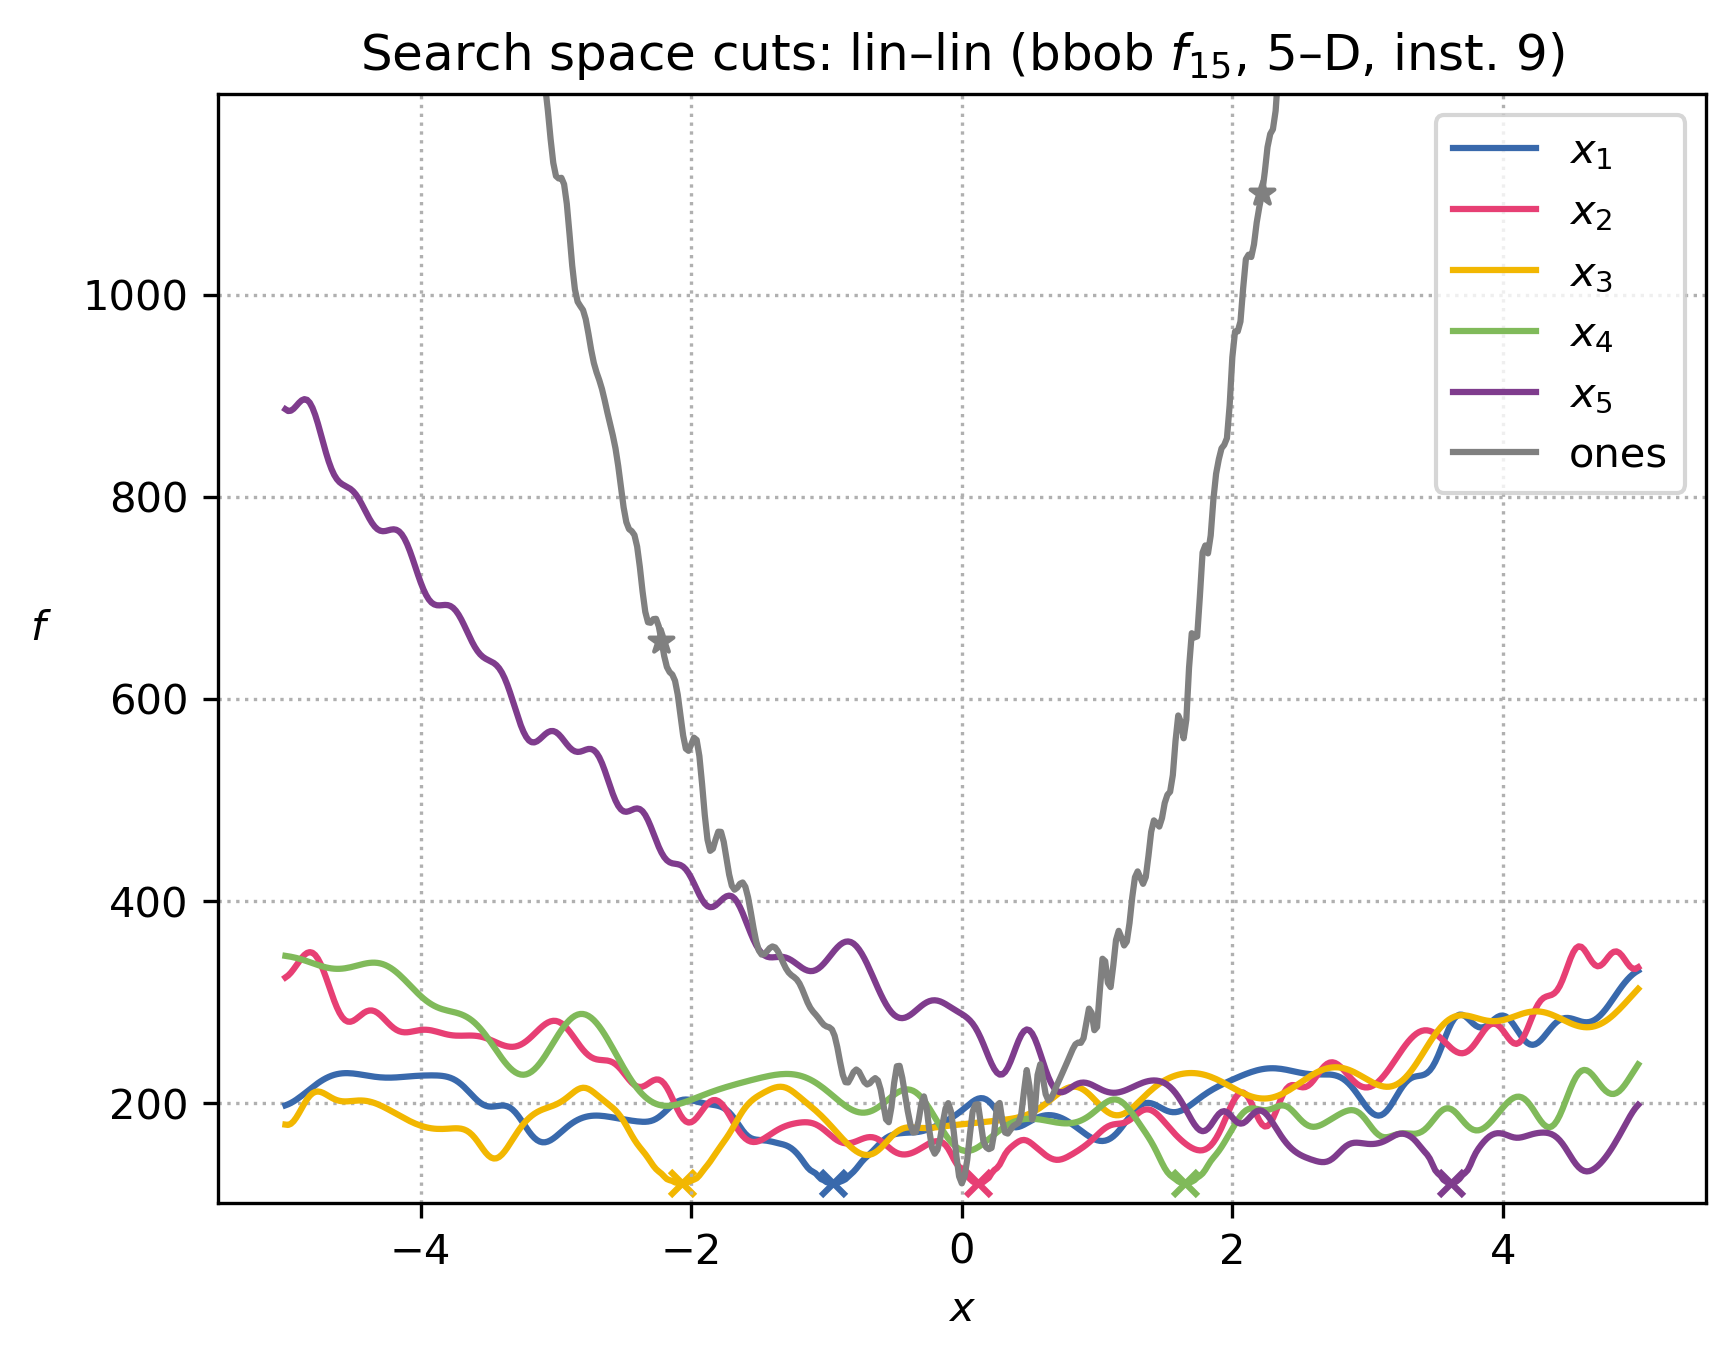 Search space cuts: lin–lin (bbob f₁₅, 5–D, inst. 9)
x₁
x₂
x₃
x₄
x₅
ones
1000
800
600
400
200
f
−4 −2 0 2 4
x